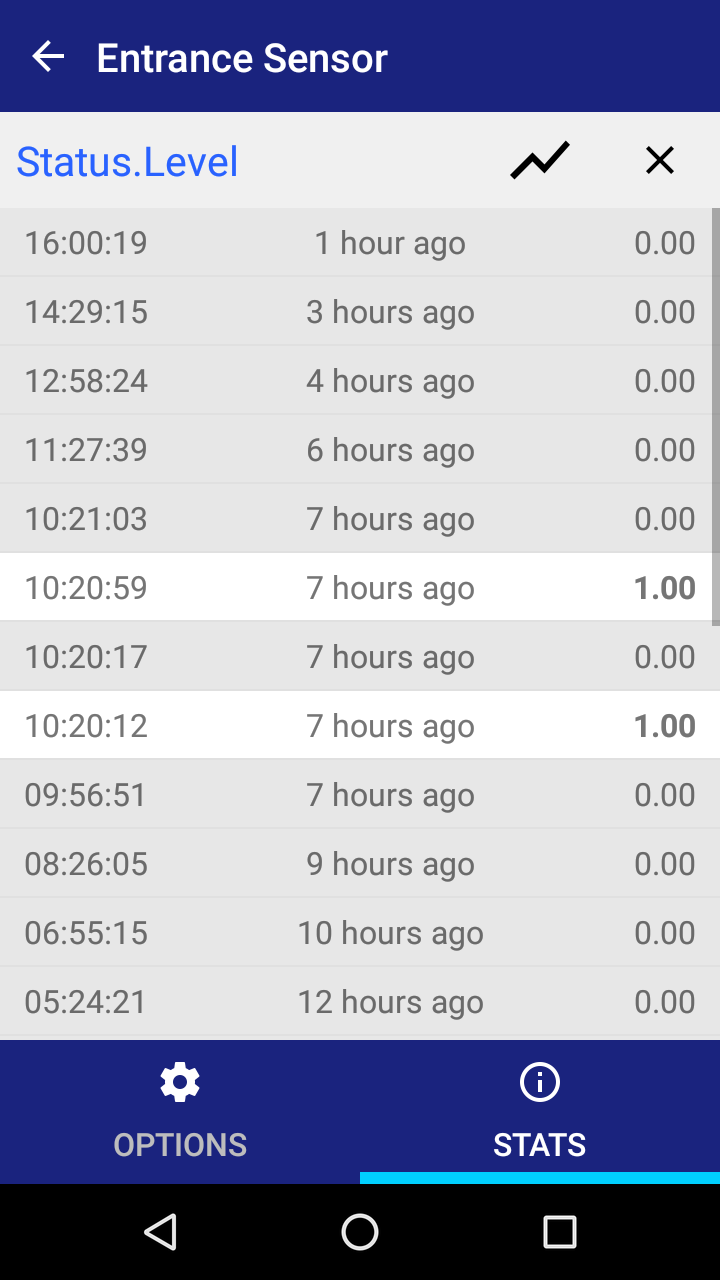 Entrance Sensor
Status.Level
16:00:19 1 hour ago 0.00
14:29:15 3 hours ago 0.00
12:58:24 4 hours ago 0.00
11:27:39 6 hours ago 0.00
10:21:03 7 hours ago 0.00
10:20:59 7 hours ago 1.00
10:20:17 7 hours ago 0.00
10:20:12 7 hours ago 1.00
09:56:51 7 hours ago 0.00
08:26:05 9 hours ago 0.00
06:55:15 10 hours ago 0.00
05:24:21 12 hours ago 0.00
OPTIONS STATS